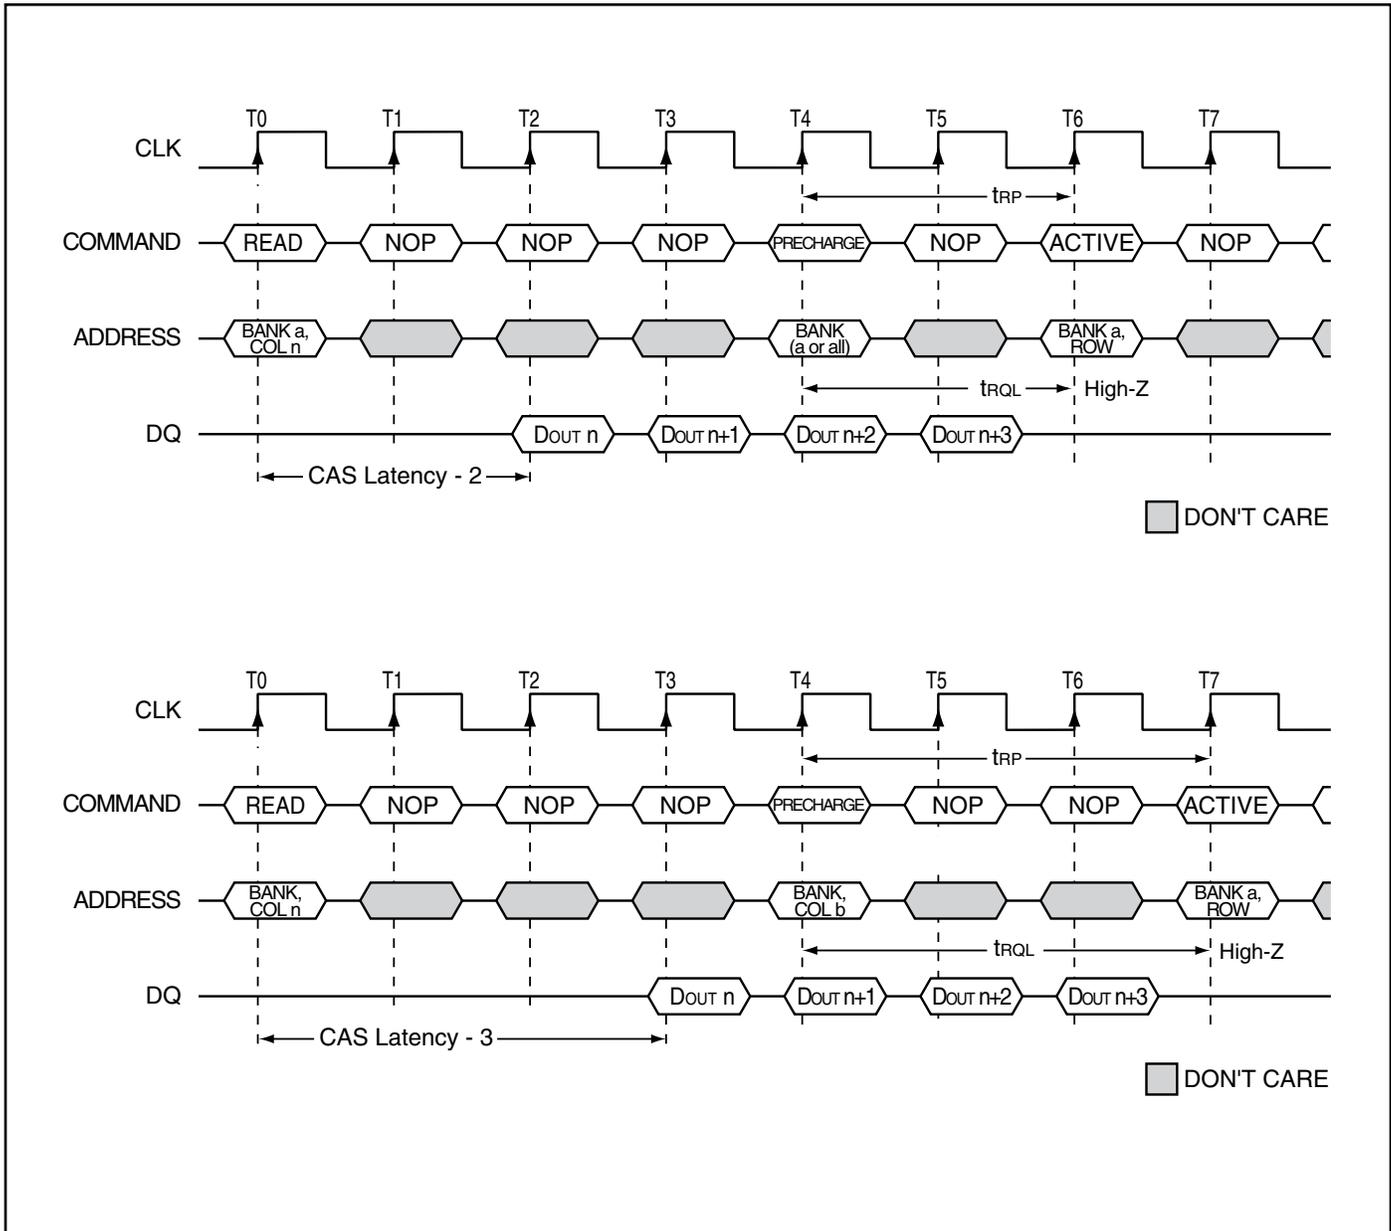 T0 T1 T2 T3 T4 T5 T6 T7
CLK
tRP
COMMAND READ NOP NOP NOP PRECHARGE NOP ACTIVE NOP
ADDRESS BANK a, COL n BANK (a or all) BANK a, ROW
tRQL High-Z
DQ DOUT n DOUT n+1 DOUT n+2 DOUT n+3
CAS Latency - 2
DON'T CARE
T0 T1 T2 T3 T4 T5 T6 T7
CLK
tRP
COMMAND READ NOP NOP NOP PRECHARGE NOP NOP ACTIVE
ADDRESS BANK, COL n BANK, COL b BANK a, ROW
tRQL High-Z
DQ DOUT n DOUT n+1 DOUT n+2 DOUT n+3
CAS Latency - 3
DON'T CARE